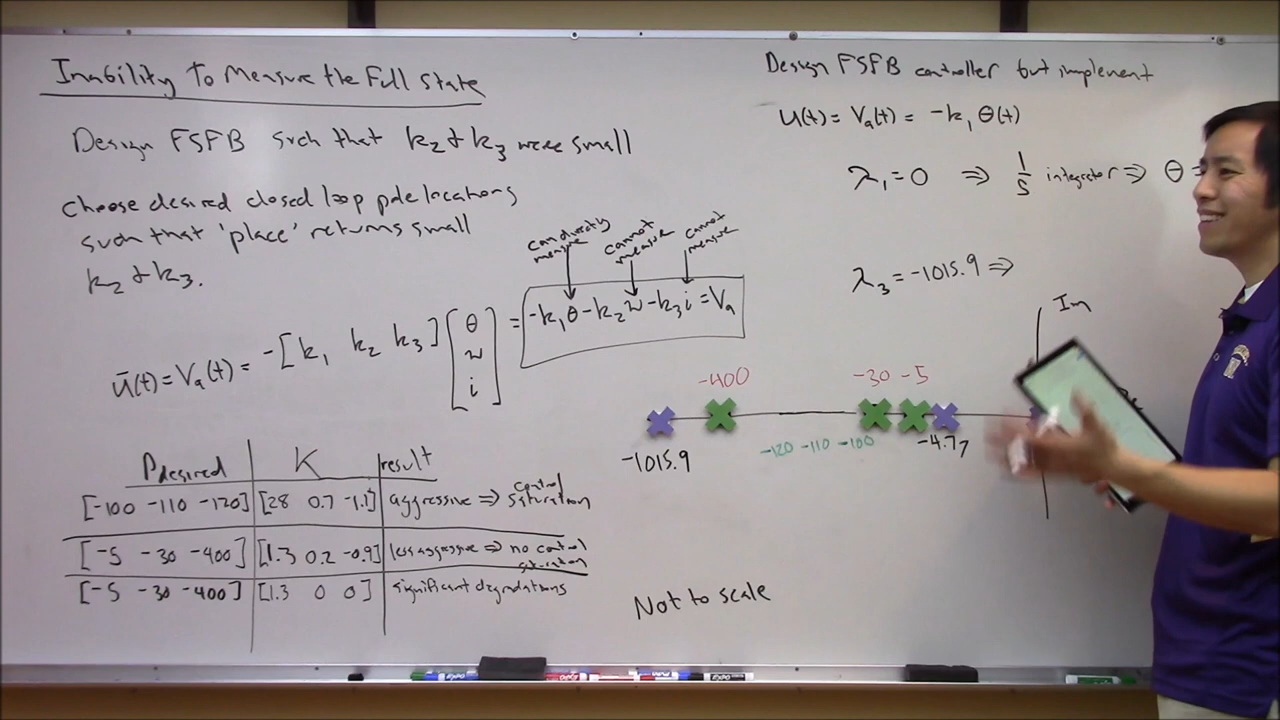 Inability to Measure the Full State
Design FSFB such that k2 & k3 were small
choose desired closed loop pole locations
such that 'place' returns small
k2 & k3.
can directly measure
cannot measure
cannot measure
ū(t) = Va(t) = -[k1 k2 k3] [θ w i] = -k1θ - k2w - k3i = Va
Pdesired K result
[-100 -110 -120] [28 0.7 -1.1] aggressive ⇒ control saturation
[-5 -30 -400] [1.3 0.2 -0.9] less aggressive ⇒ no control saturation
[-5 -30 -400] [1.3 0 0] significant degradations
Design FSFB controller but implement
u(t) = Va(t) = -k1 θ(t)
λ1 = 0 ⇒ 1/s integrator ⇒ θ =
λ3 = -1015.9 ⇒
Im
-400 -30 -5
-1015.9 -120 -110 -100 -4.77
Not to scale
EXPO